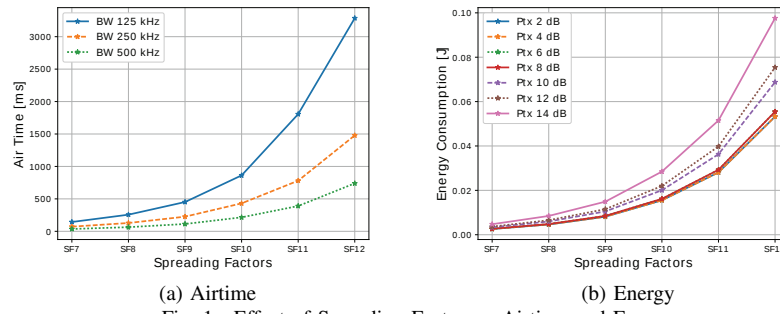 BW 125 kHz
BW 250 kHz
BW 500 kHz
Air Time [ms]
3000
2500
2000
1500
1000
500
0
SF7 SF8 SF9 SF10 SF11 SF12
Spreading Factors
(a) Airtime
Ptx 2 dB
Ptx 4 dB
Ptx 6 dB
Ptx 8 dB
Ptx 10 dB
Ptx 12 dB
Ptx 14 dB
Energy Consumption [J]
0.10
0.08
0.06
0.04
0.02
0.00
SF7 SF8 SF9 SF10 SF11
Spreading Factors
(b) Energy